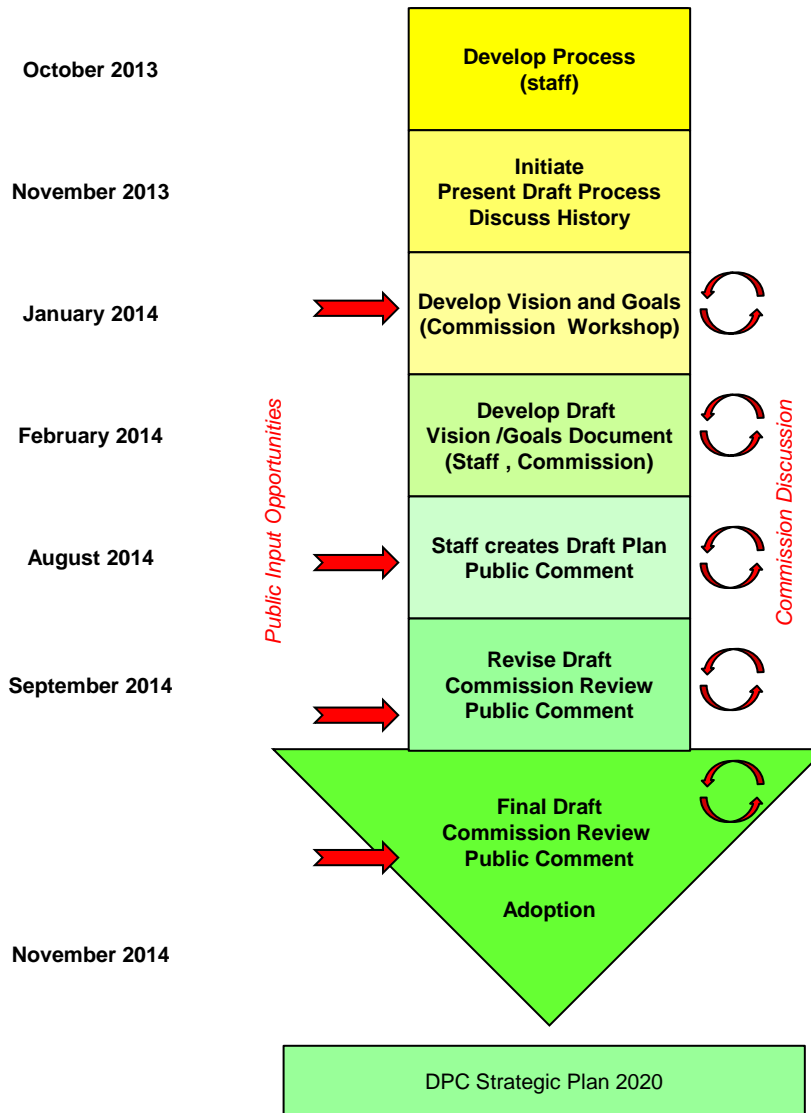 October 2013
Develop Process
(staff)
November 2013
Initiate
Present Draft Process
Discuss History
January 2014
Develop Vision and Goals
(Commission Workshop)
February 2014
Develop Draft
Vision /Goals Document
(Staff , Commission)
Public Input Opportunities
Commission Discussion
August 2014
Staff creates Draft Plan
Public Comment
September 2014
Revise Draft
Commission Review
Public Comment
Final Draft
Commission Review
Public Comment
Adoption
November 2014
DPC Strategic Plan 2020